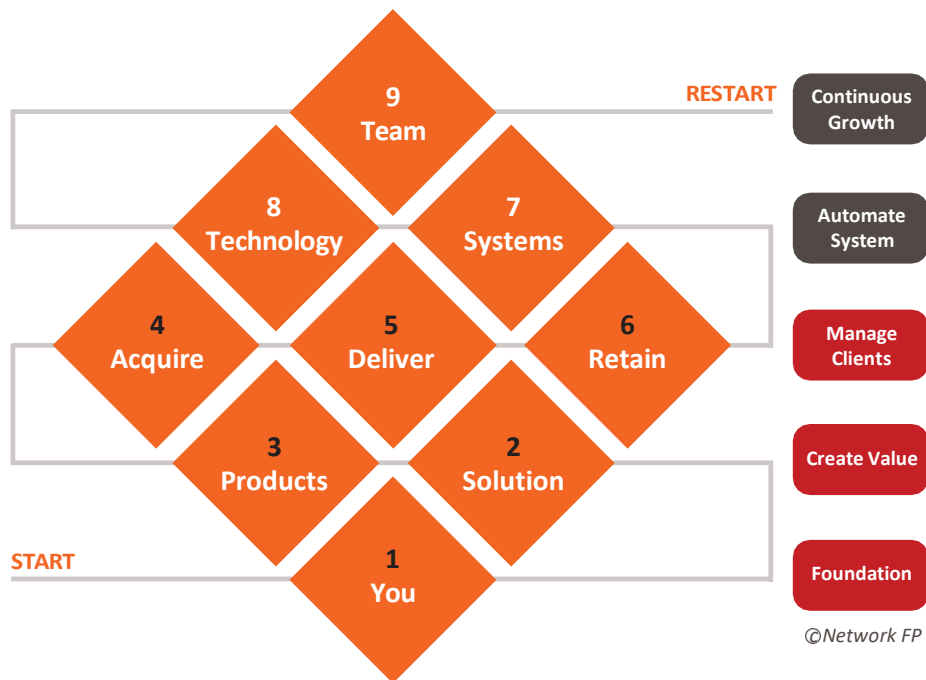 9
Team
RESTART
Continuous
Growth
8
Technology
7
Systems
Automate
System
4
Acquire
5
Deliver
6
Retain
Manage
Clients
3
Products
2
Solution
Create Value
START
1
You
Foundation
©Network FP